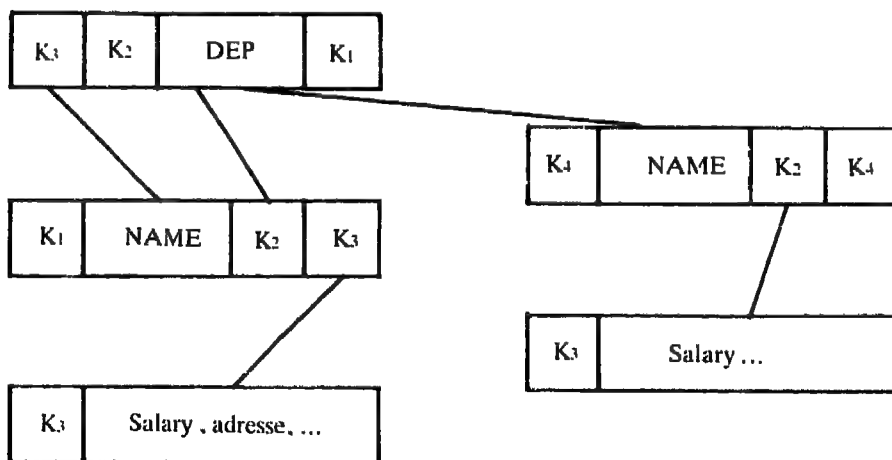 K₃ K₂ DEP K₁
K₄ NAME K₂ K₄
K₁ NAME K₂ K₃
K₃ Salary ...
K₃ Salary, adresse, ...